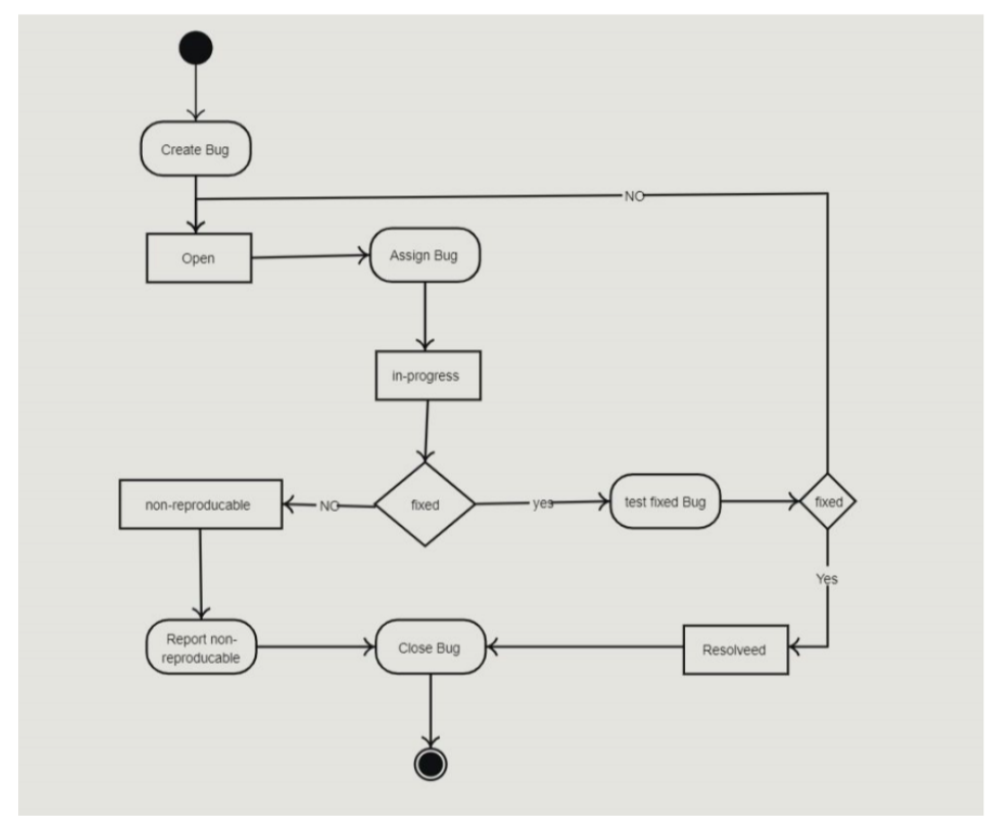 Create Bug
NO
Open
Assign Bug
in-progress
non-reproducable
NO
fixed
yes
test fixed Bug
fixed
Yes
Report non-
reproducable
Close Bug
Resolveed